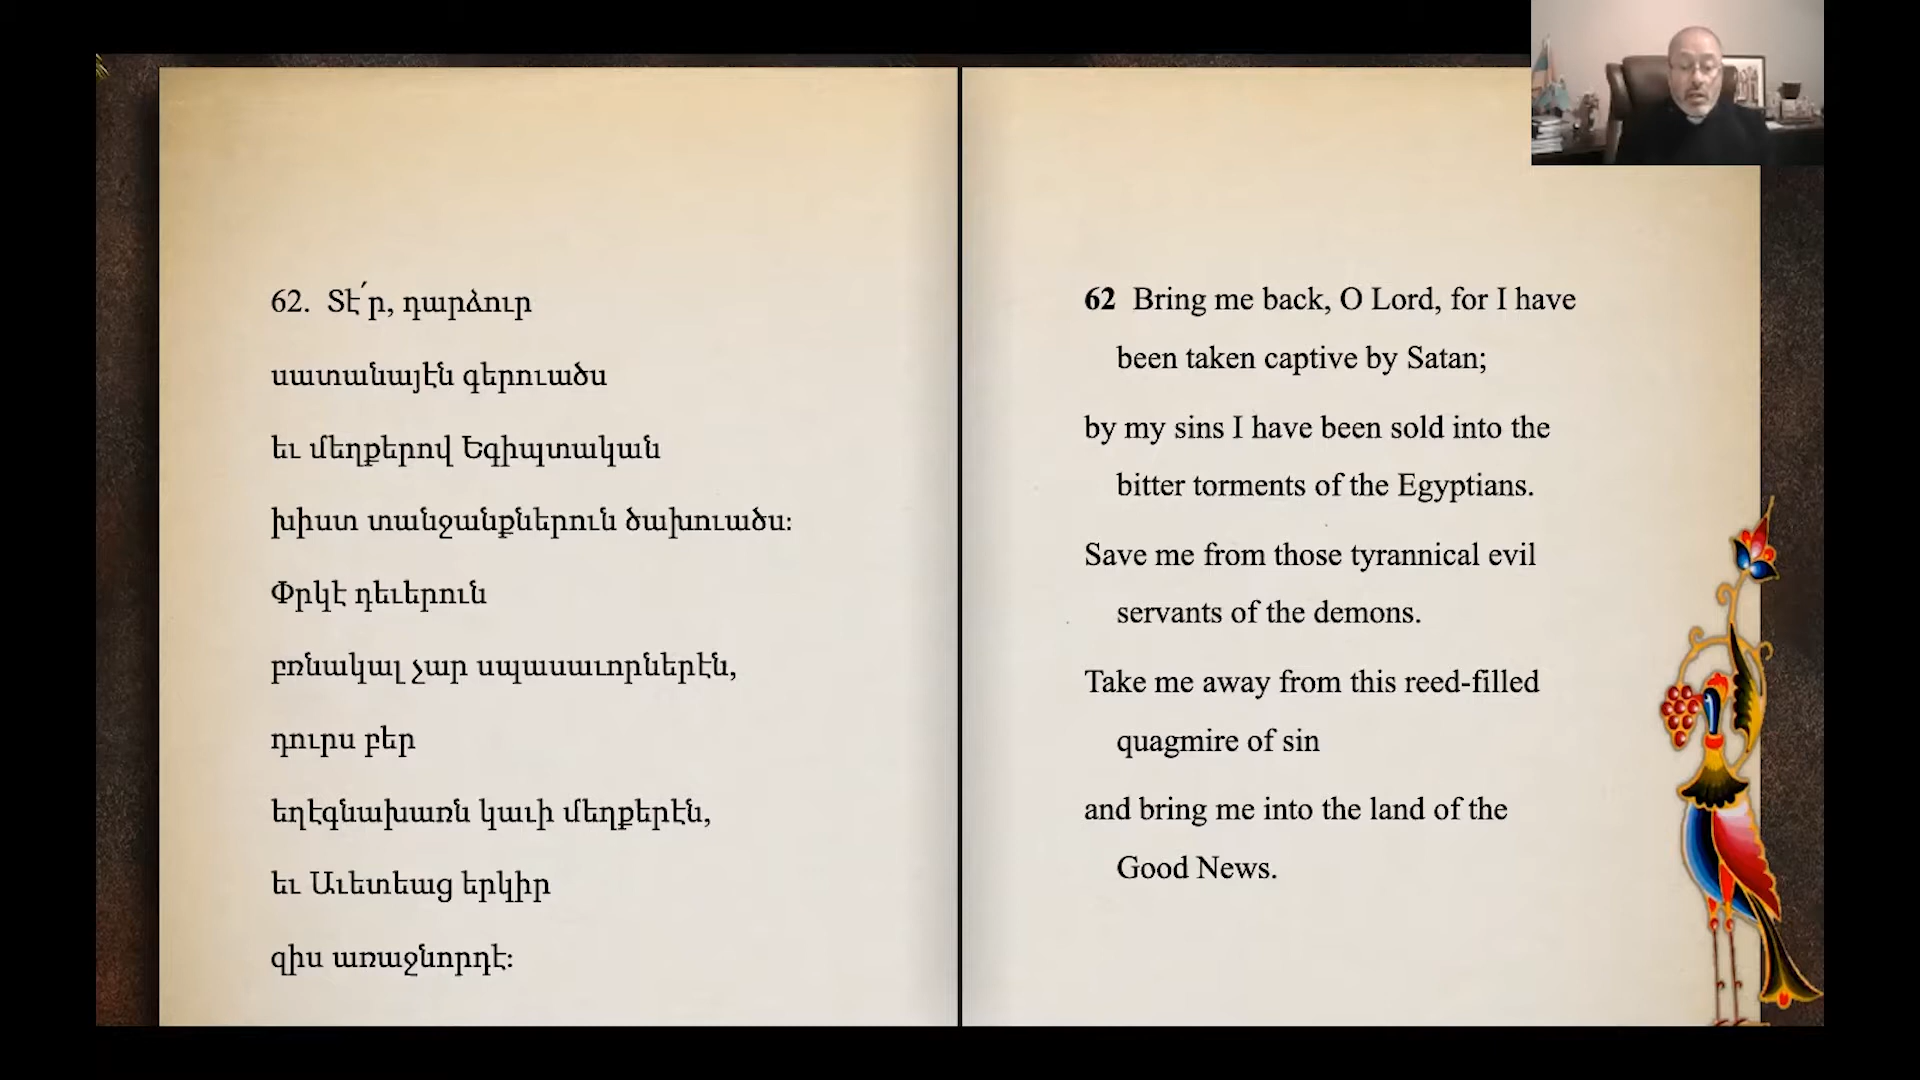 62. Տէ՛ր, դարձուր
սատանայէն գերուածս
եւ մեղքերով Եգիպտական
խիստ տանջանքներուն ծախուածս։
Փրկէ դեւերուն
բռնակալ չար սպասաւորներէն,
դուրս բեր
եղէգնախառն կաւի մեղքերէն,
եւ Աւետեաց երկիր
զիս առաջնորդէ։
62 Bring me back, O Lord, for I have
been taken captive by Satan;
by my sins I have been sold into the
bitter torments of the Egyptians.
Save me from those tyrannical evil
servants of the demons.
Take me away from this reed-filled
quagmire of sin
and bring me into the land of the
Good News.